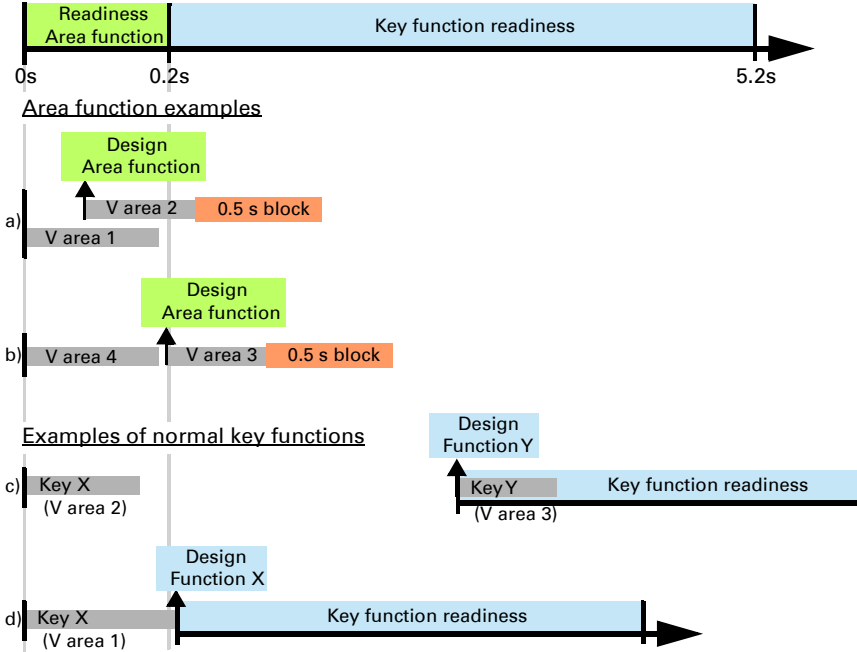 Readiness
Area function
Key function readiness
0s
0.2s
5.2s
Area function examples
Design
Area function
a)
V area 2
0.5 s block
V area 1
Design
Area function
b)
V area 4
V area 3
0.5 s block
Examples of normal key functions
Design
Function Y
c)
Key X
(V area 2)
Key Y
(V area 3)
Key function readiness
Design
Function X
d)
Key X
(V area 1)
Key function readiness